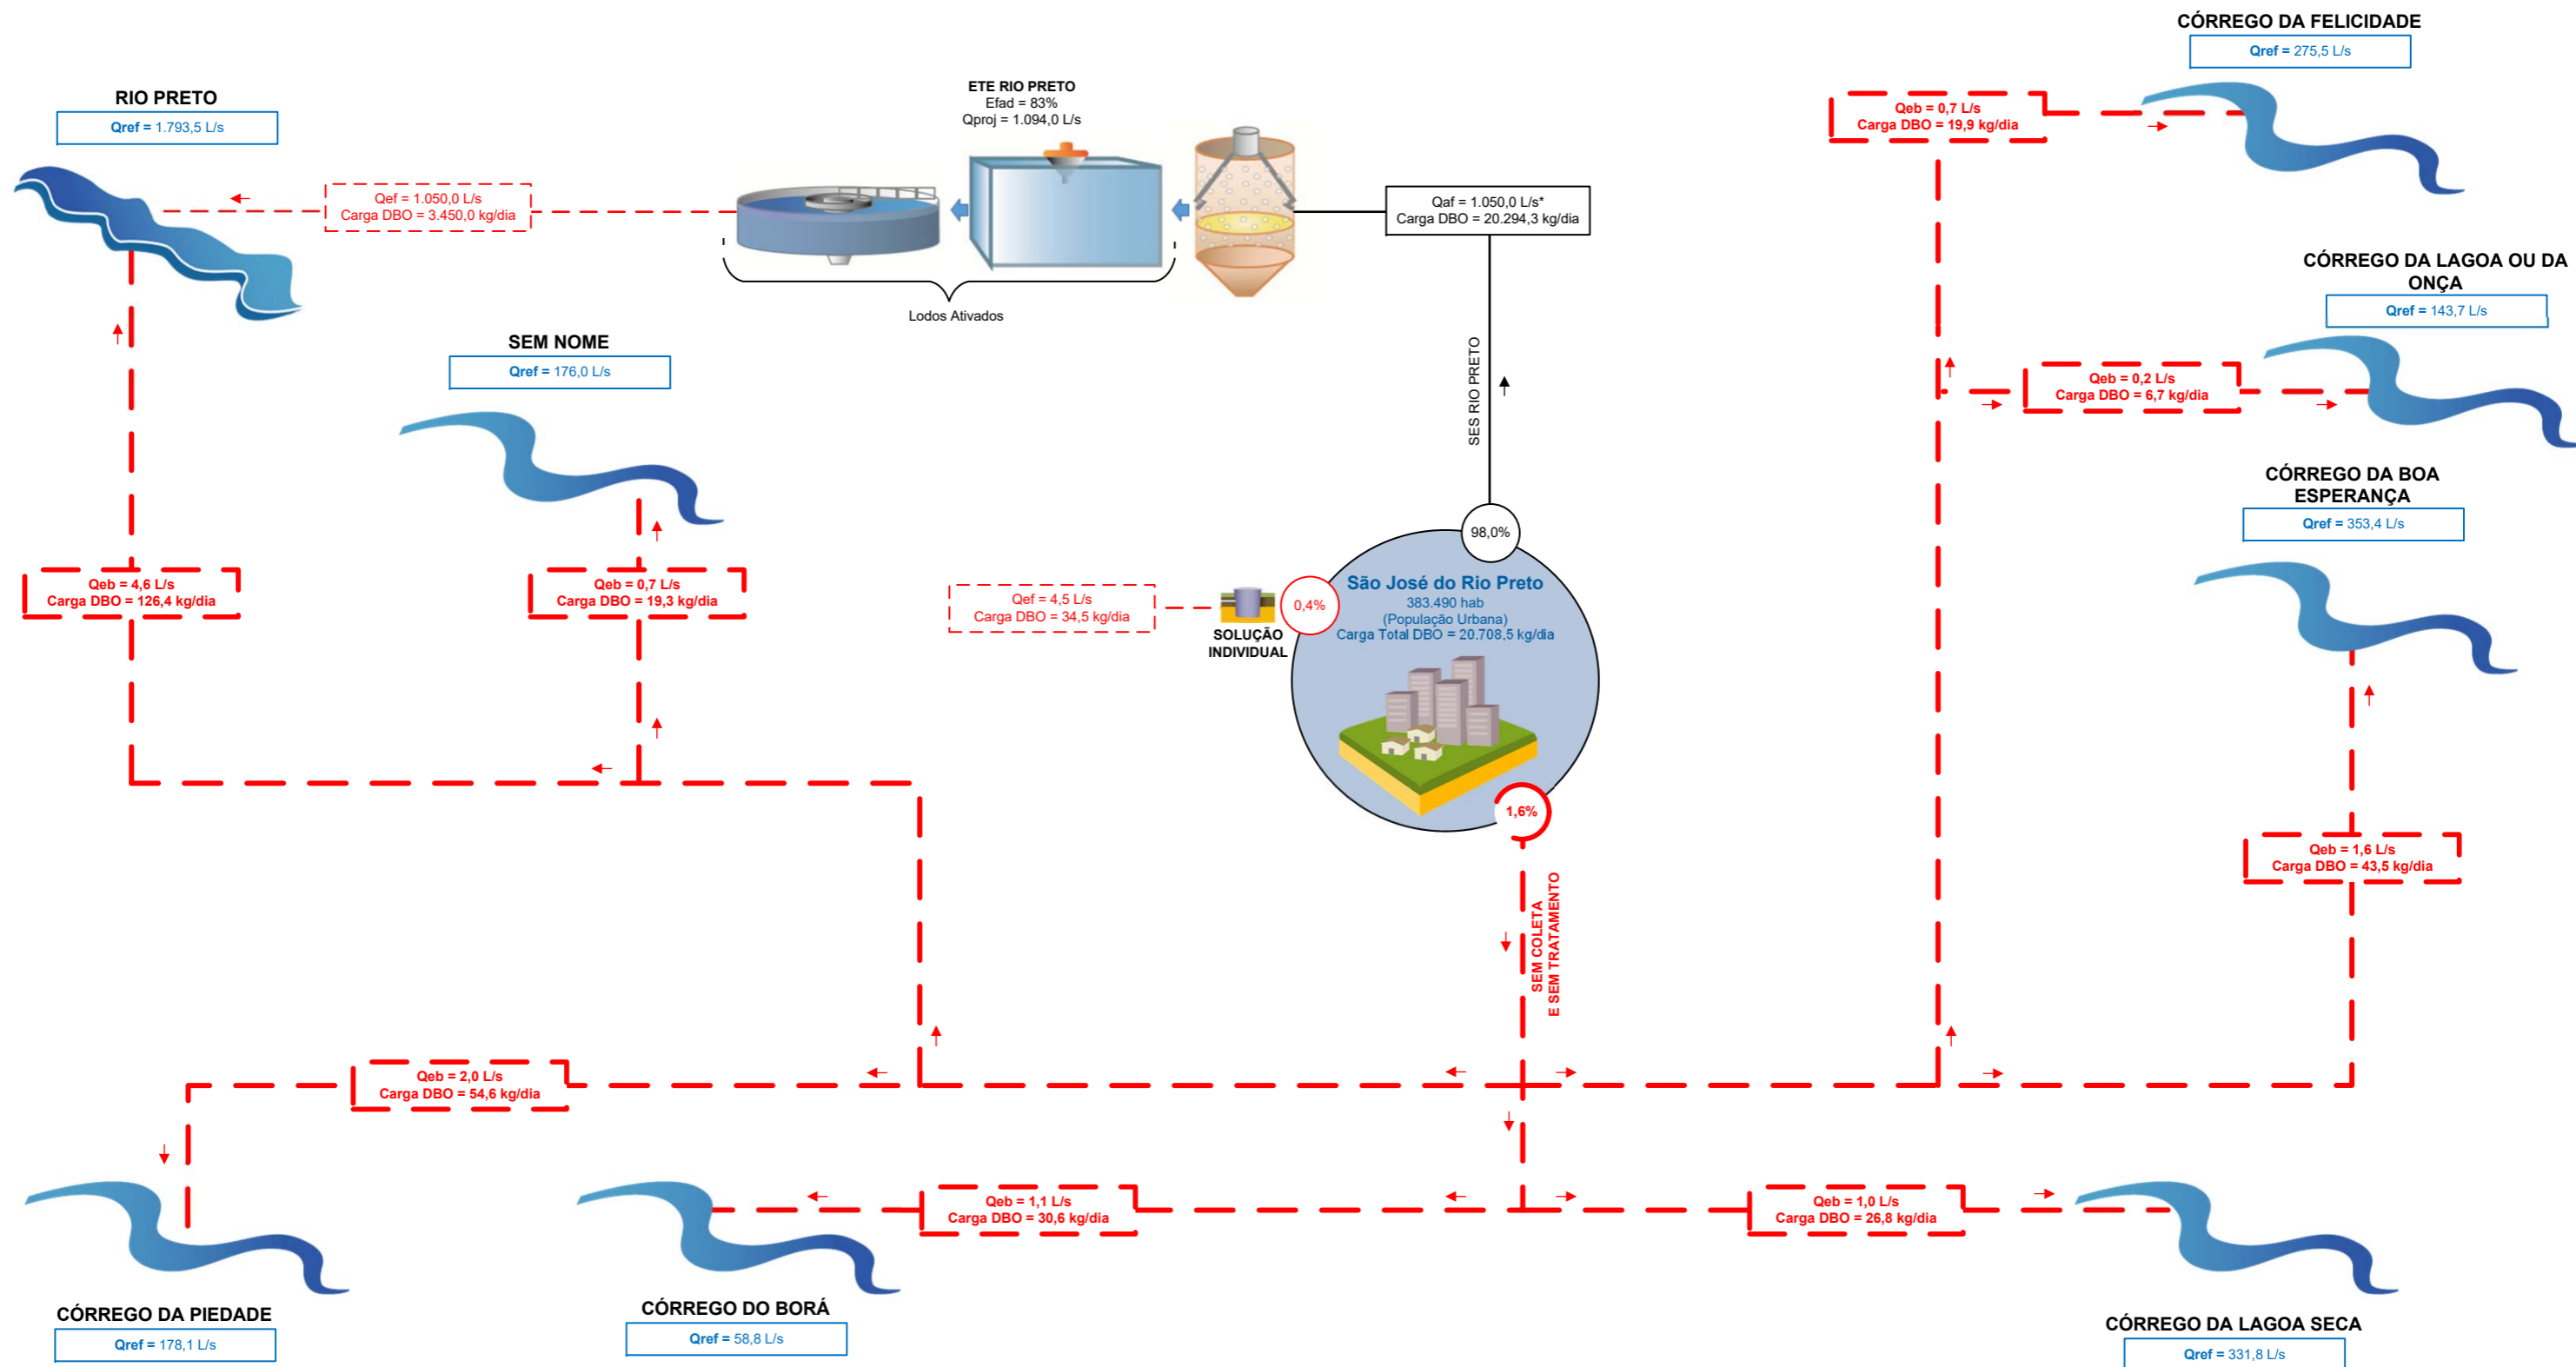 CÓRREGO DA FELICIDADE
Qref = 275,5 L/s
RIO PRETO
Qref = 1.793,5 L/s
ETE RIO PRETO
Efad = 83%
Qproj = 1.094,0 L/s
Qeb = 0,7 L/s
Carga DBO = 19,9 kg/dia
Qef = 1.050,0 L/s
Carga DBO = 3.450,0 kg/dia
Qaf = 1.050,0 L/s*
Carga DBO = 20.294,3 kg/dia
Lodos Ativados
CÓRREGO DA LAGOA OU DA
ONÇA
Qref = 143,7 L/s
SEM NOME
Qref = 176,0 L/s
SES RIO PRETO
Qeb = 0,2 L/s
Carga DBO = 6,7 kg/dia
CÓRREGO DA BOA
ESPERANÇA
Qref = 353,4 L/s
98,0%
Qeb = 4,6 L/s
Carga DBO = 126,4 kg/dia
Qeb = 0,7 L/s
Carga DBO = 19,3 kg/dia
Qef = 4,5 L/s
Carga DBO = 34,5 kg/dia
SOLUÇÃO
INDIVIDUAL
0,4%
São José do Rio Preto
383.490 hab
(População Urbana)
Carga Total DBO = 20.708,5 kg/dia
1,6%
SEM COLETA
E SEM TRATAMENTO
Qeb = 1,6 L/s
Carga DBO = 43,5 kg/dia
Qeb = 2,0 L/s
Carga DBO = 54,6 kg/dia
Qeb = 1,1 L/s
Carga DBO = 30,6 kg/dia
Qeb = 1,0 L/s
Carga DBO = 26,8 kg/dia
CÓRREGO DA PIEDADE
Qref = 178,1 L/s
CÓRREGO DO BORÁ
Qref = 58,8 L/s
CÓRREGO DA LAGOA SECA
Qref = 331,8 L/s